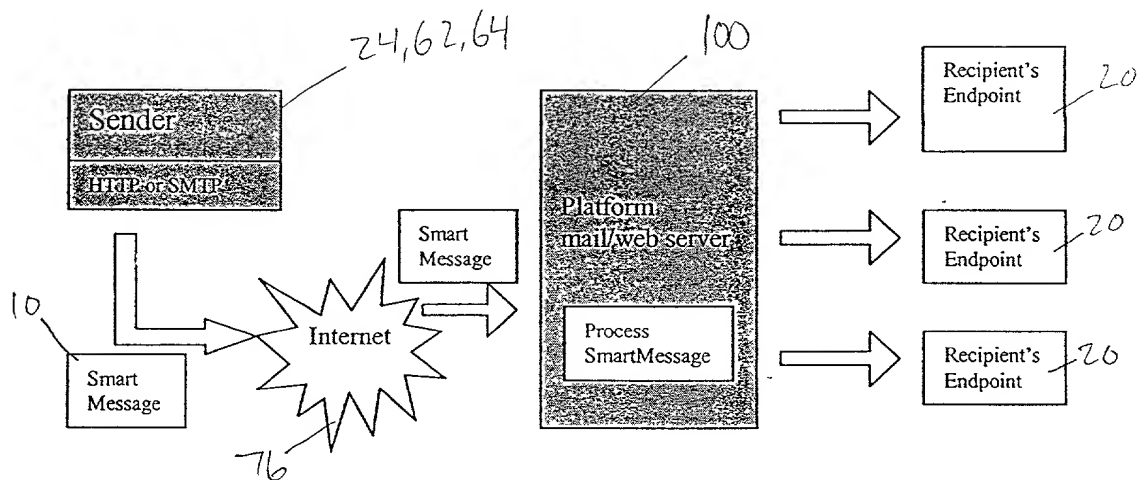 24,62,64
100
Sender
HTTP or SMTP
Recipient's
Endpoint
20
Platform
mail/web server
Smart
Message
Recipient's
Endpoint
20
10
Internet
Process
SmartMessage
Smart
Message
Recipient's
Endpoint
20
76